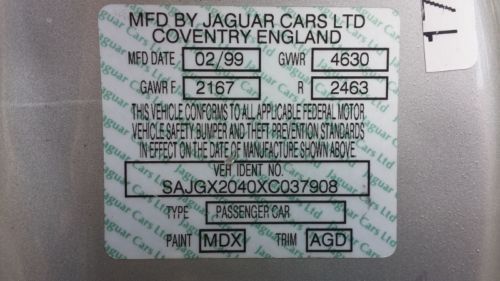 MFD BY JAGUAR CARS LTD
COVENTRY ENGLAND
MFD DATE 02/99 GVWR 4630
GAWR F 2167 R 2463
THIS VEHICLE CONFORMS TO ALL APPLICABLE FEDERAL MOTOR
VEHICLE SAFETY BUMPER AND THEFT PREVENTION STANDARDS
IN EFFECT ON THE DATE OF MANUFACTURE SHOWN ABOVE
VEH IDENT NO.
SAJGX2040XC037908
TYPE PASSENGER CAR
PAINT MDX TRIM AGD
17